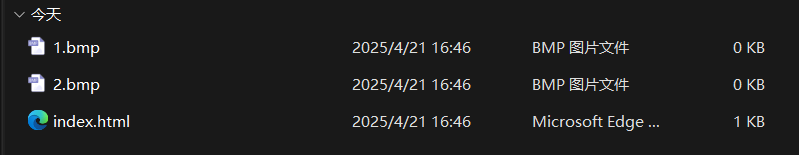 今天
1.bmp 2025/4/21 16:46 BMP 图片文件 0 KB
2.bmp 2025/4/21 16:46 BMP 图片文件 0 KB
index.html 2025/4/21 16:46 Microsoft Edge ... 1 KB